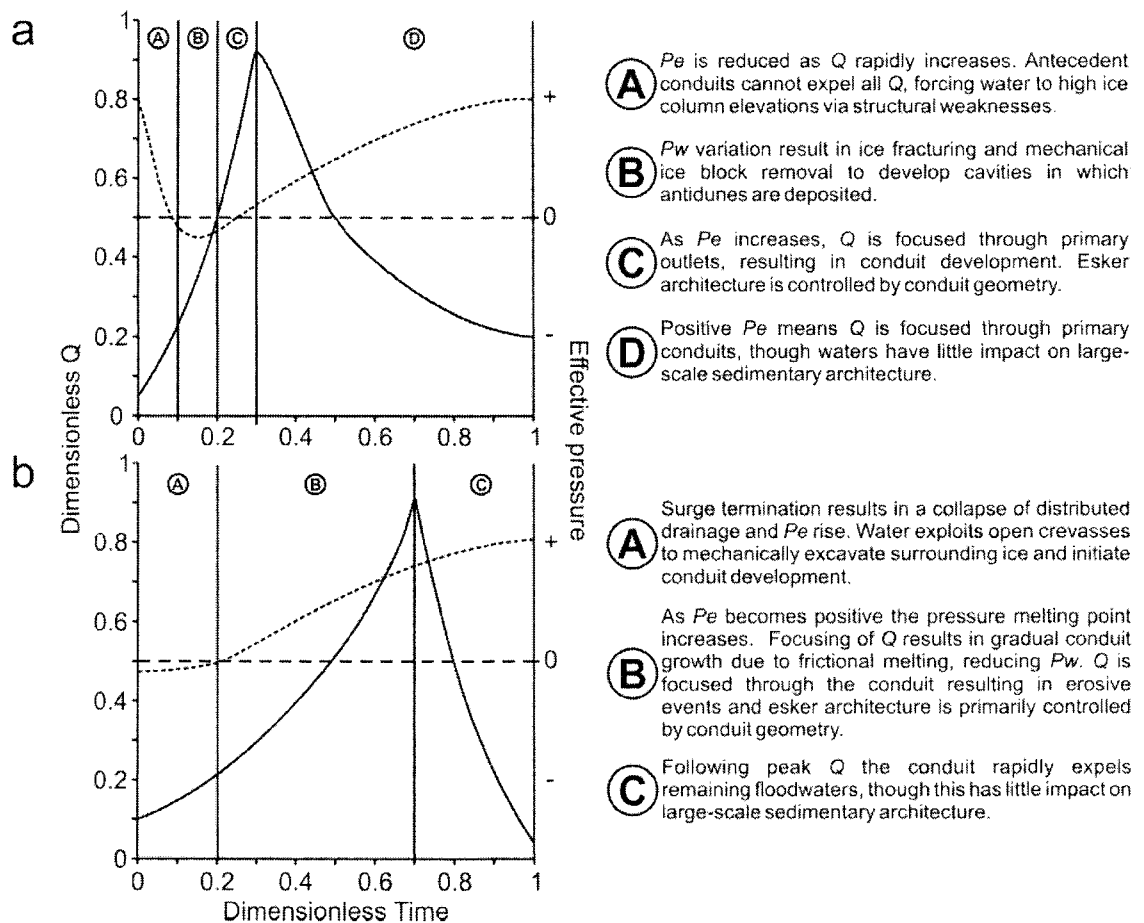 a
1
0.8
0.6
0.4
0.2
0
A
B
C
D
+
0
-
0
0.2
0.4
0.6
0.8
1
Dimensionless Q
Effective pressure
A
Pe is reduced as Q rapidly increases. Antecedent
conduits cannot expel all Q, forcing water to high ice
column elevations via structural weaknesses.
B
Pw variation result in ice fracturing and mechanical
ice block removal to develop cavities in which
antidunes are deposited.
C
As Pe increases, Q is focused through primary
outlets, resulting in conduit development. Esker
architecture is controlled by conduit geometry.
D
Positive Pe means Q is focused through primary
conduits, though waters have little impact on large-
scale sedimentary architecture.
b
1
0.8
0.6
0.4
0.2
0
A
B
C
+
0
-
0
0.2
0.4
0.6
0.8
1
Dimensionless Time
A
Surge termination results in a collapse of distributed
drainage and Pe rise. Water exploits open crevasses
to mechanically excavate surrounding ice and initiate
conduit development.
B
As Pe becomes positive the pressure melting point
increases. Focusing of Q results in gradual conduit
growth due to frictional melting, reducing Pw. Q is
focused through the conduit resulting in erosive
events and esker architecture is primarily controlled
by conduit geometry.
C
Following peak Q the conduit rapidly expels
remaining floodwaters, though this has little impact on
large-scale sedimentary architecture.